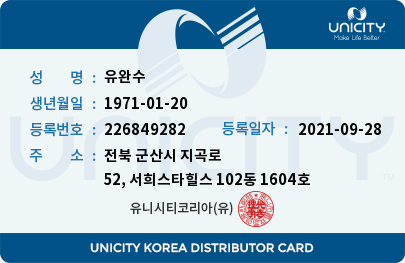 UNICITY
Make Life Better
성 명 : 유완수
생년월일 : 1971-01-20
등록번호 : 226849282 등록일자 : 2021-09-28
주 소 : 전북 군산시 지곡로
52, 서희스타힐스 102동 1604호
유니시티코리아(유)
UNICITY
UNICITY KOREA DISTRIBUTOR CARD